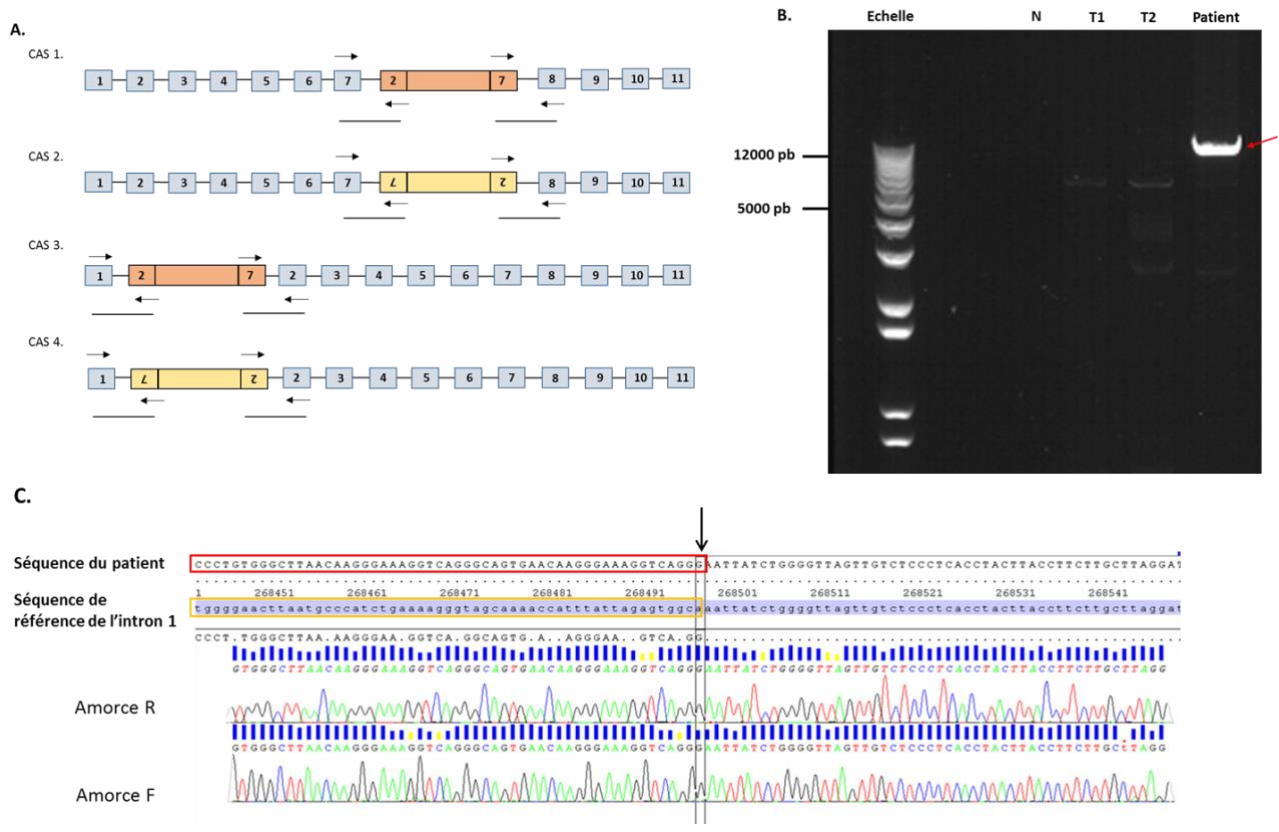 A.
CAS 1.
1 2 3 4 5 6 7 2 7 8 9 10 11
CAS 2.
1 2 3 4 5 6 7 7 2 8 9 10 11
CAS 3.
1 2 7 2 3 4 5 6 7 8 9 10 11
CAS 4.
1 7 2 2 3 4 5 6 7 8 9 10 11
B.
Echelle N T1 T2 Patient
12000 pb
5000 pb
C.
Séquence du patient
CCCTGTGGGCTTAACAAGGGAAAGGTCAGGGCAGTGAACAAGGGAAAGGTCAGGGAATTATCTGGGGTTAGTTGTCTCCCTCACCTACTTACCTTCTTGCTTAGGAT
1 268451 268461 268471 268481 268491 268501 268511 268521 268531 268541
Séquence de
référence de l'intron 1
tggggaacttaatgcccatctgaaaagggtagcaaaaccatttattagagtggcaaattatctggggttagttgtctccctcacctacttaccttcttgcttaggat
CCCT.TGGGCTTAA.AAGGGAA.GGTCA.GGCAGTG.A..AGGGAA..GTCA.GG
GTGGGCTTAACAAGGGAAAGGTCAGGGCAGTGAACAAGGGAAAGGTCAGGGAATTATCTGGGGTTAGTTGTCTCCCTCACCTACTTACCTTCTTGCTTAGG
Amorce R
GTGGGCTTAACAAGGGAAAGGTCAGGGCAGTGAACAAGGGAAAGGTCAGGGAATTATCTGGGGTTAGTTGTCTCCCTCACCTACTTACCTTCTTGCtTAGG
Amorce F